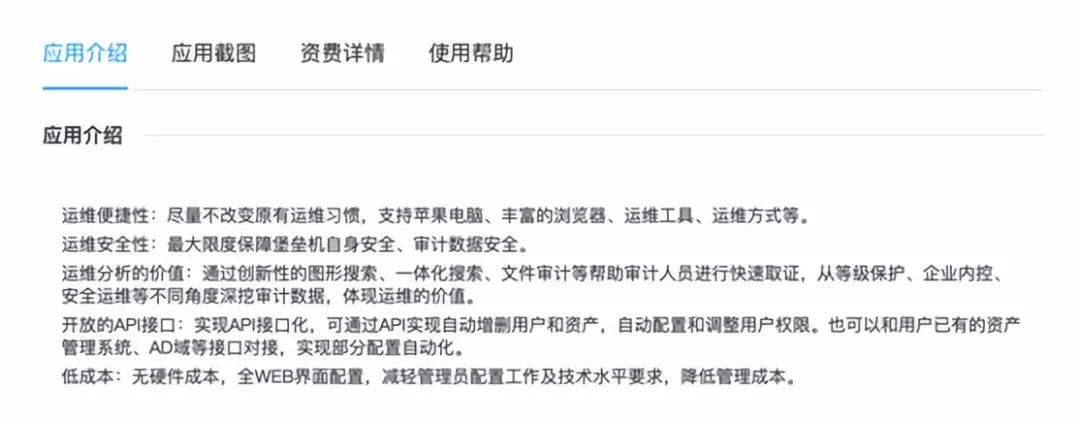 应用介绍 应用截图 资费详情 使用帮助
应用介绍
运维便捷性：尽量不改变原有运维习惯，支持苹果电脑、丰富的浏览器、运维工具、运维方式等。
运维安全性：最大限度保障堡垒机自身安全、审计数据安全。
运维分析的价值：通过创新性的图形搜索、一体化搜索、文件审计等帮助审计人员进行快速取证，从等级保护、企业内控、
安全运维等不同角度深挖审计数据，体现运维的价值。
开放的API接口：实现API接口化，可通过API实现自动增删用户和资产，自动配置和调整用户权限。也可以和用户已有的资产
管理系统、AD域等接口对接，实现部分配置自动化。
低成本：无硬件成本，全WEB界面配置，减轻管理员配置工作及技术水平要求，降低管理成本。